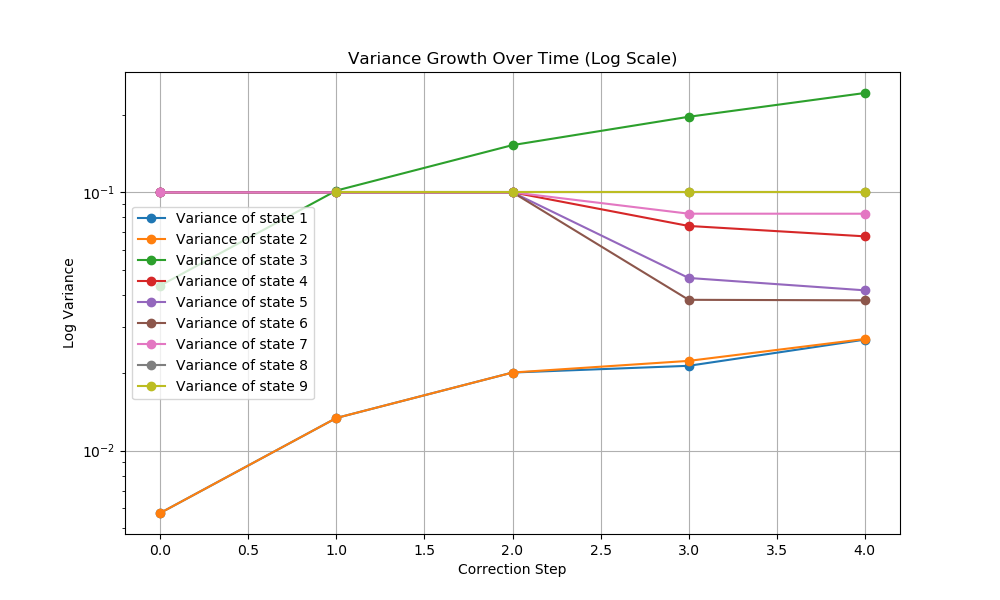 Variance Growth Over Time (Log Scale)
Log Variance
10⁻¹
10⁻²
Variance of state 1
Variance of state 2
Variance of state 3
Variance of state 4
Variance of state 5
Variance of state 6
Variance of state 7
Variance of state 8
Variance of state 9
0.0 0.5 1.0 1.5 2.0 2.5 3.0 3.5 4.0
Correction Step